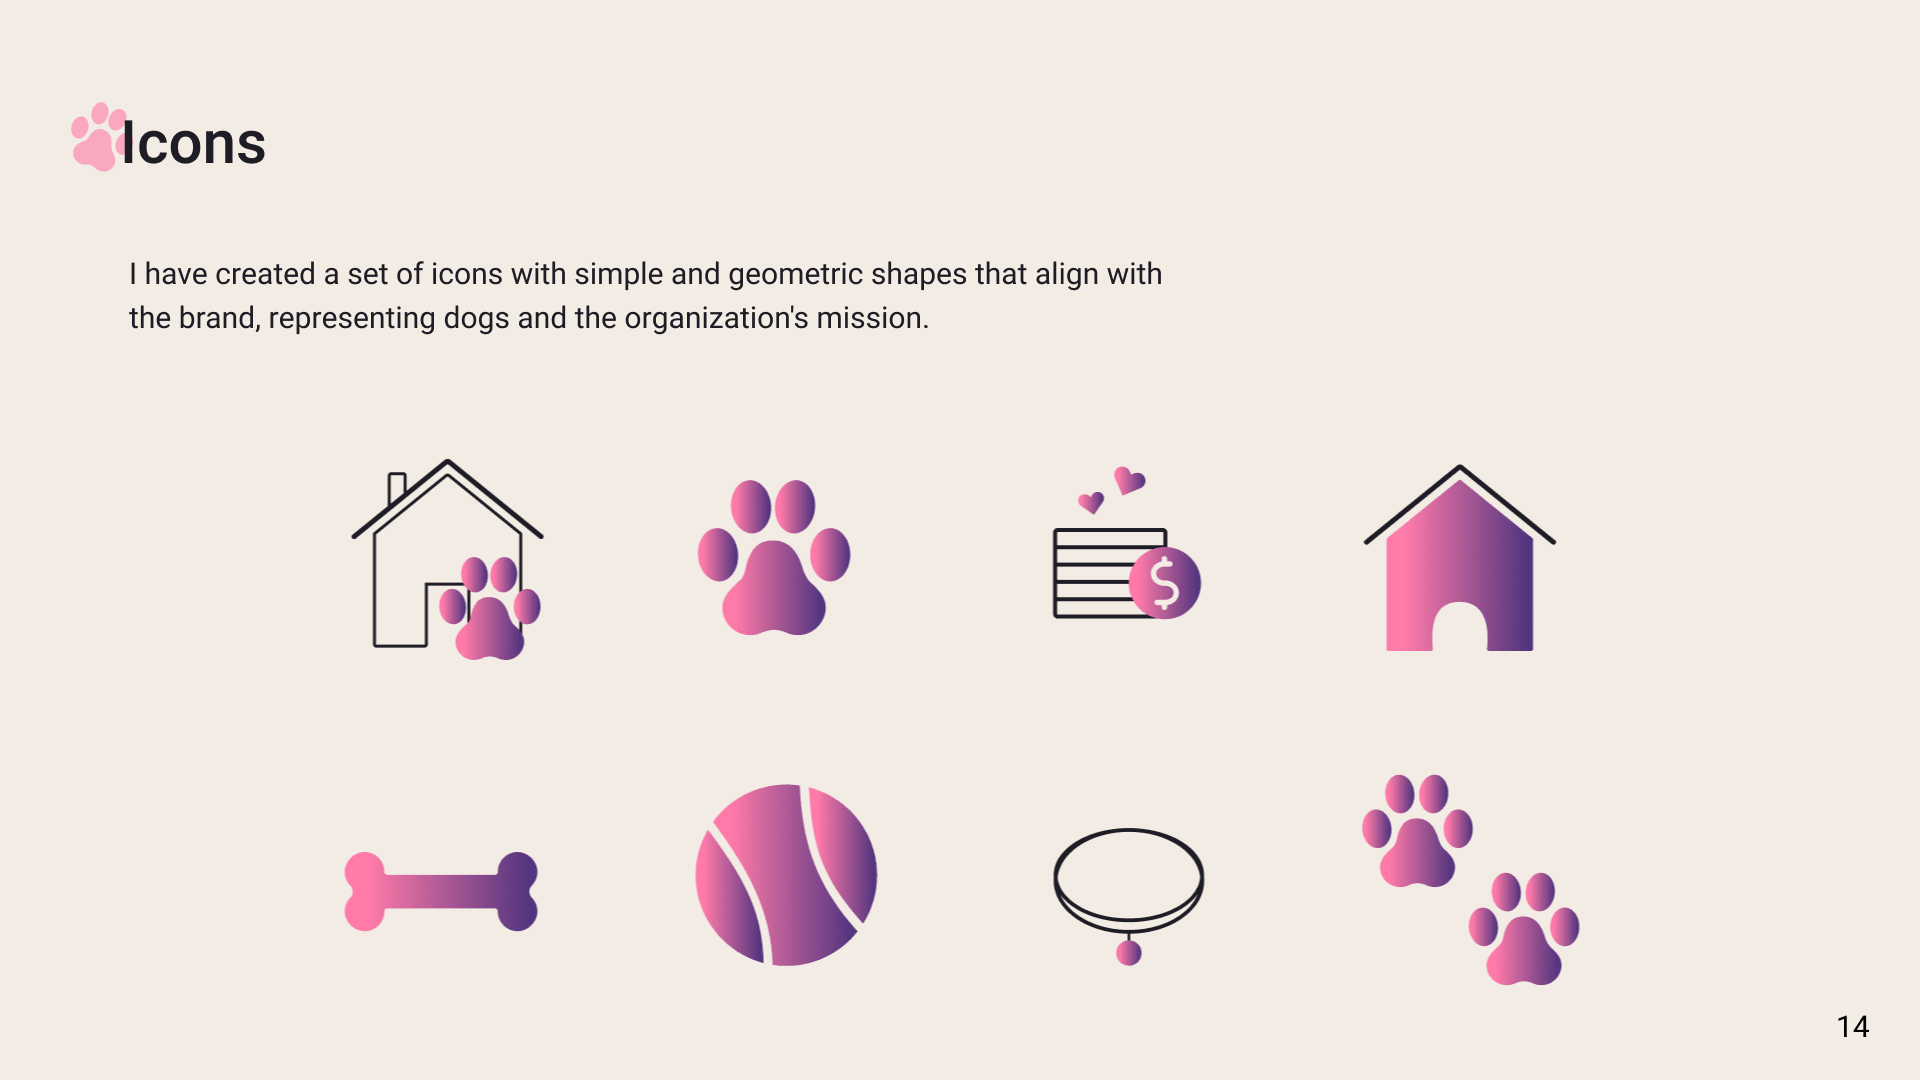 Icons
I have created a set of icons with simple and geometric shapes that align with
the brand, representing dogs and the organization's mission.
$
14